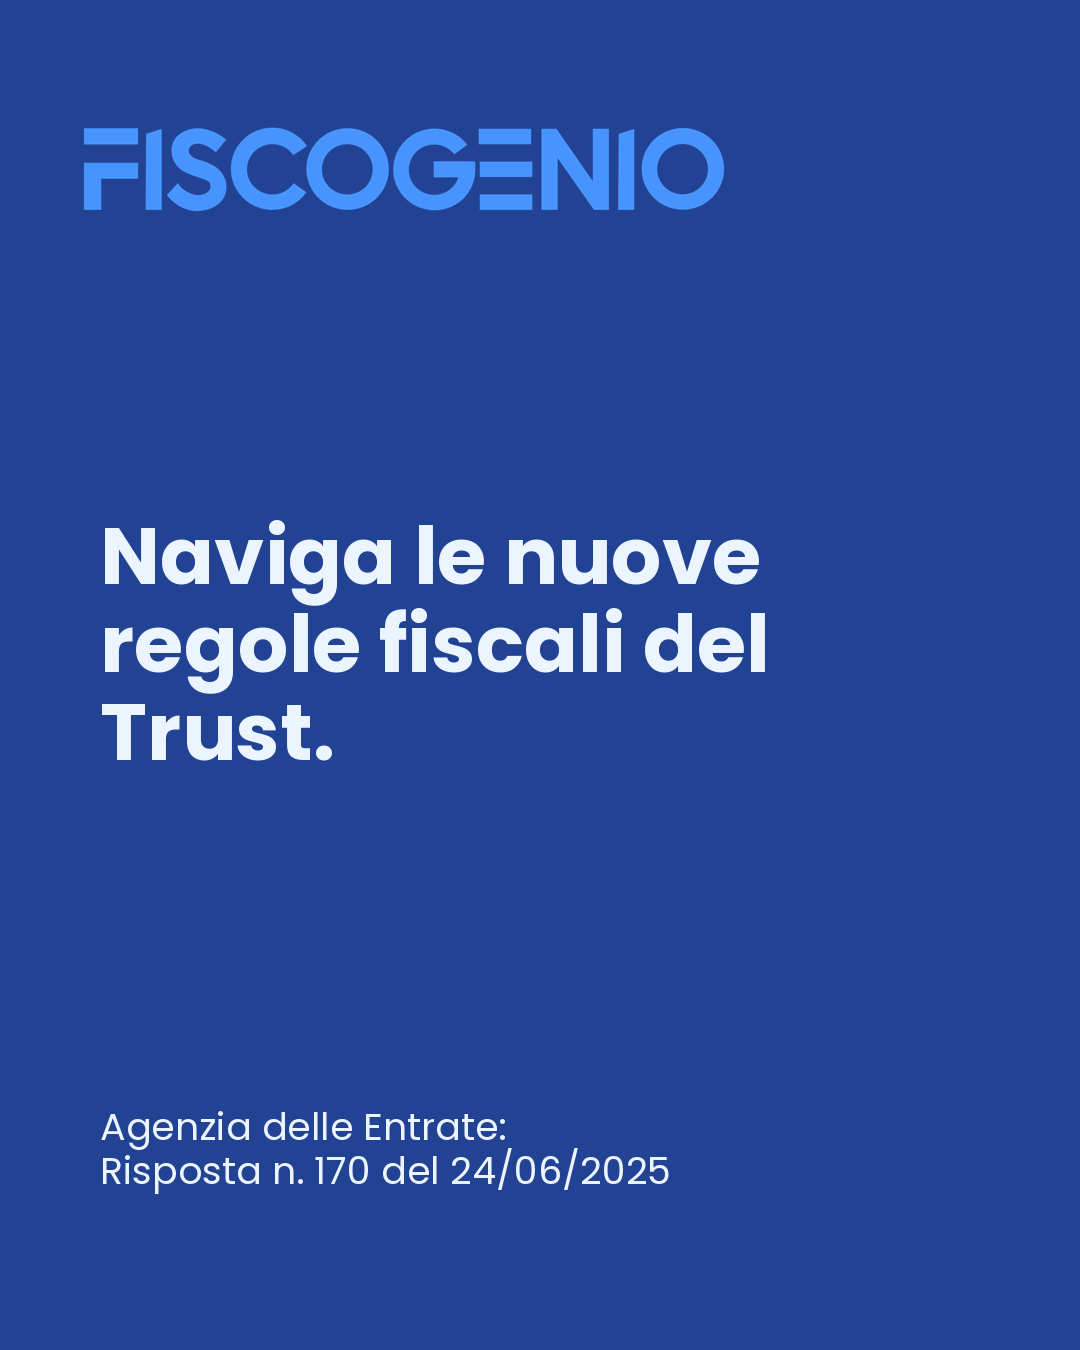 FISCOGENIO
Naviga le nuove
regole fiscali del
Trust.
Agenzia delle Entrate:
Risposta n. 170 del 24/06/2025